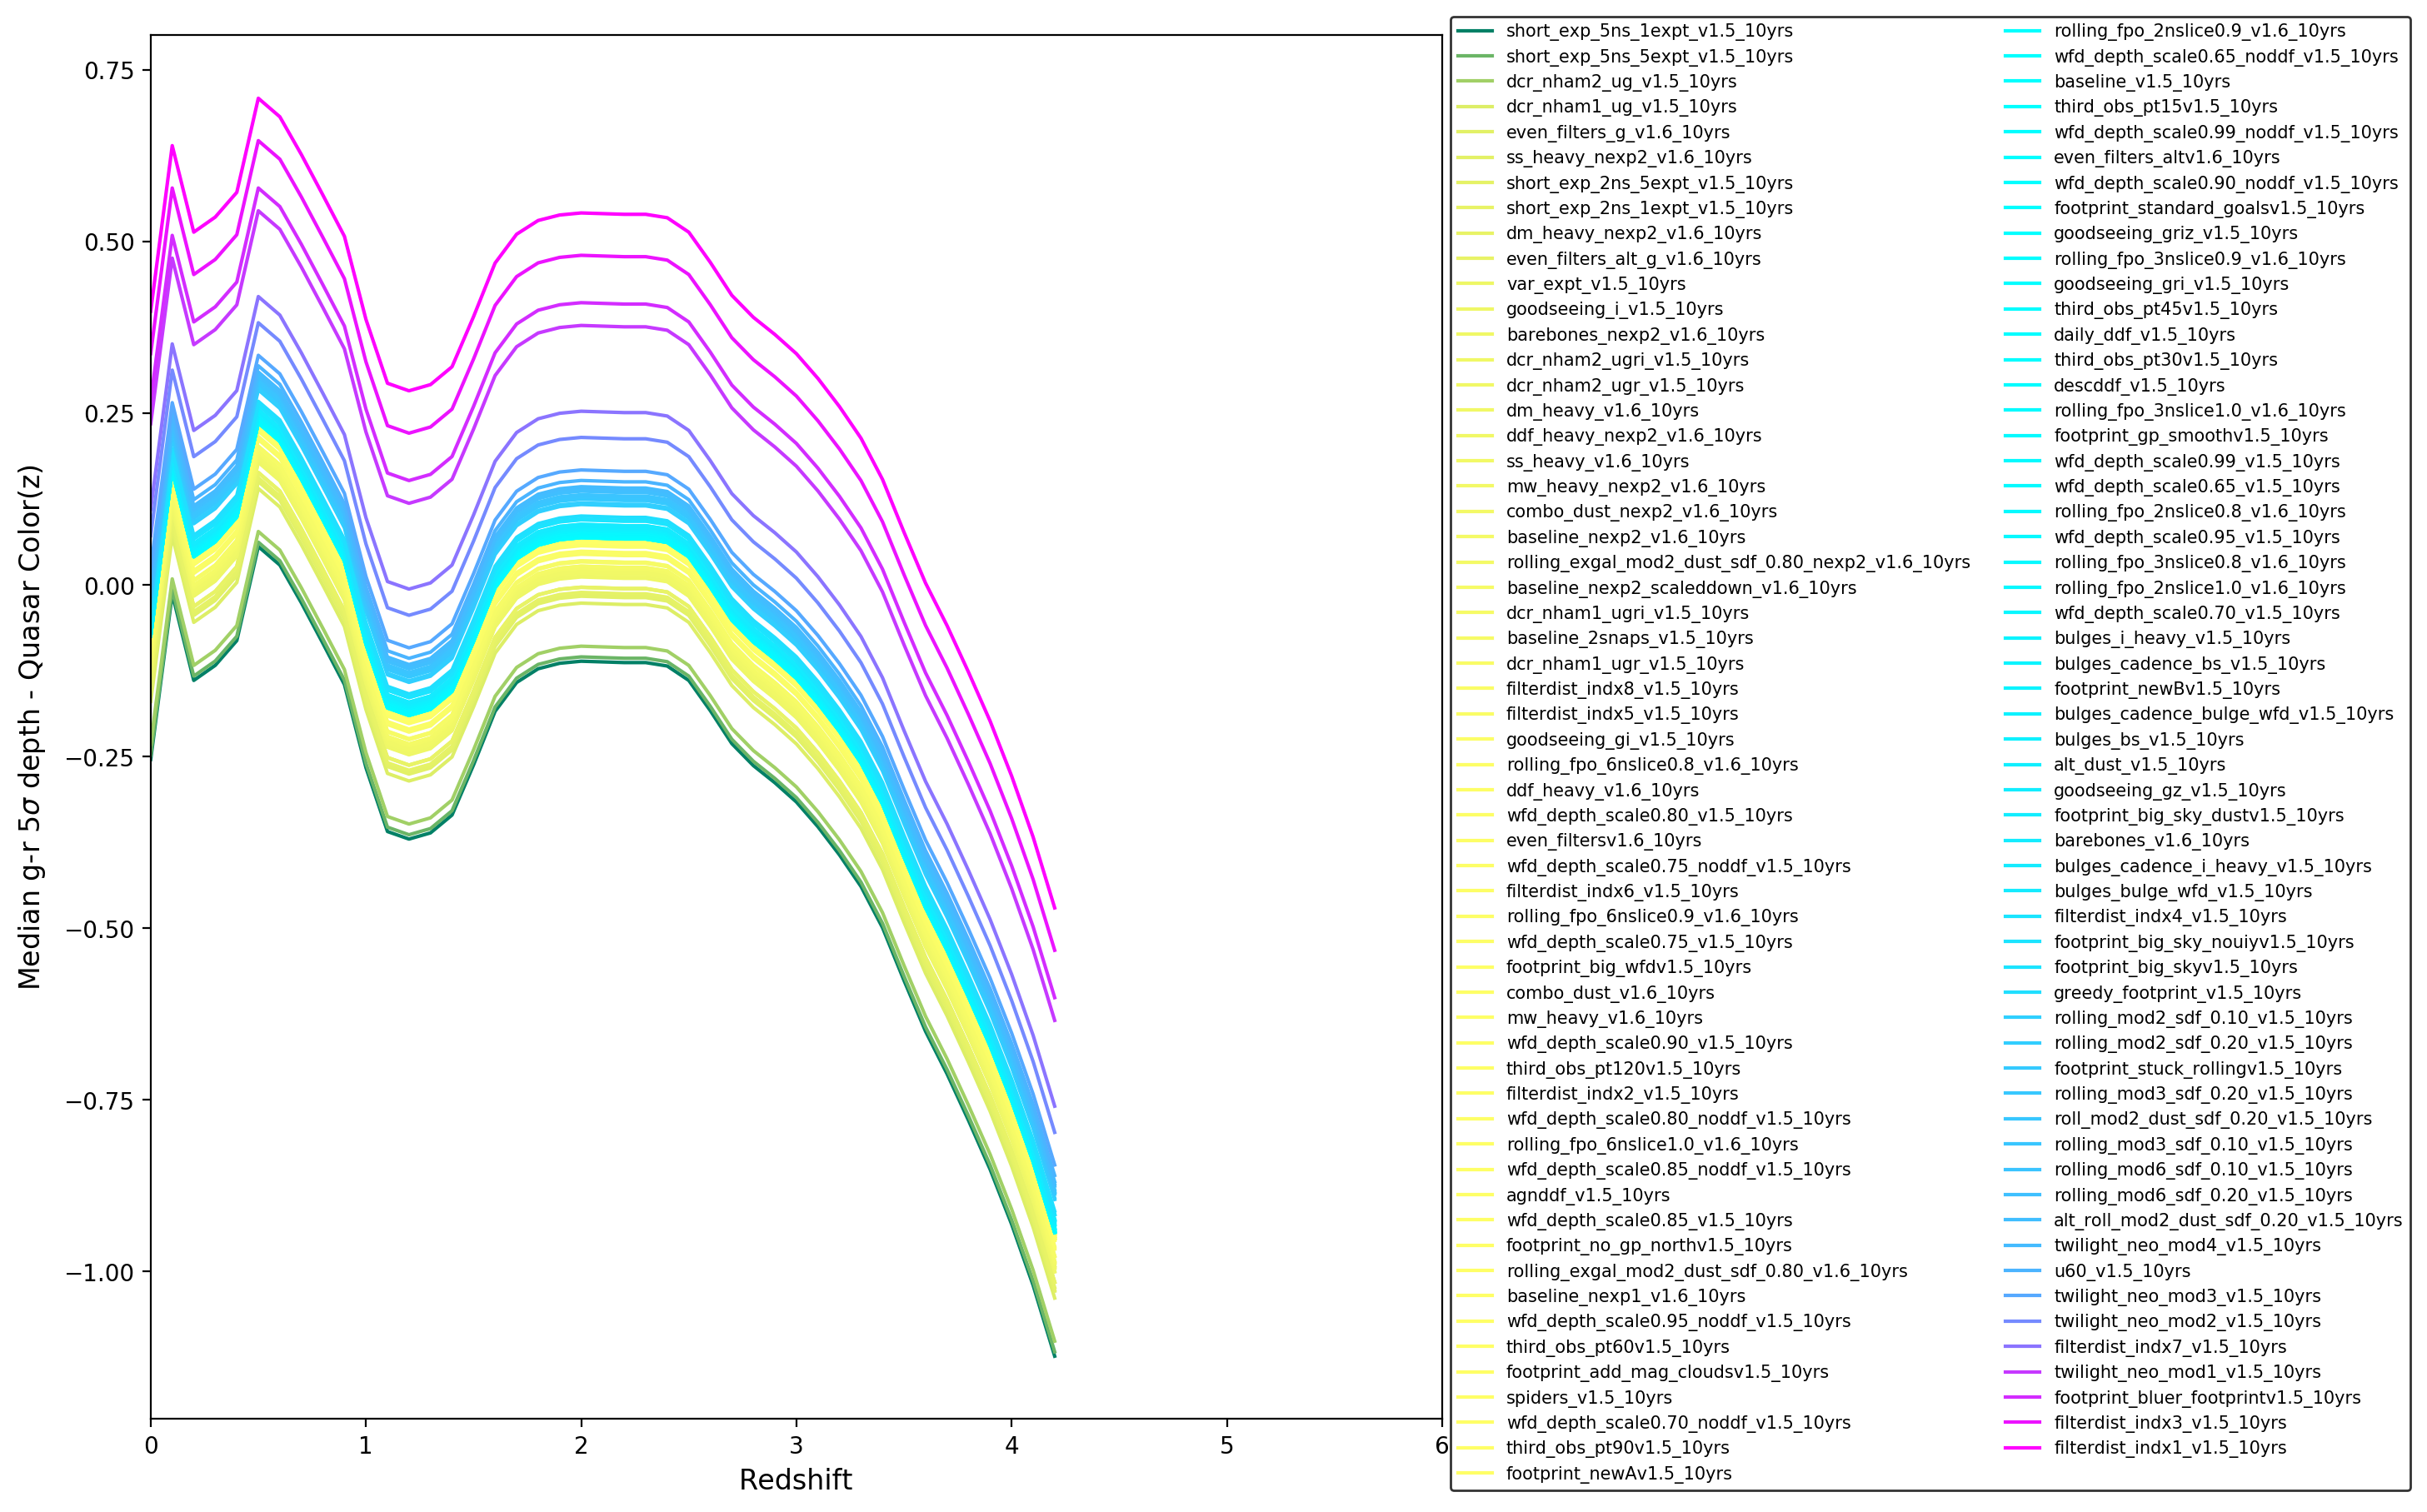 0.75
0.50
0.25
0.00
−0.25
−0.50
−0.75
−1.00
Median g-r 5σ depth - Quasar Color(z)
0 1 2 3 4 5 6
Redshift
short_exp_5ns_1expt_v1.5_10yrs
short_exp_5ns_5expt_v1.5_10yrs
dcr_nham2_ug_v1.5_10yrs
dcr_nham1_ug_v1.5_10yrs
even_filters_g_v1.6_10yrs
ss_heavy_nexp2_v1.6_10yrs
short_exp_2ns_5expt_v1.5_10yrs
short_exp_2ns_1expt_v1.5_10yrs
dm_heavy_nexp2_v1.6_10yrs
even_filters_alt_g_v1.6_10yrs
var_expt_v1.5_10yrs
goodseeing_i_v1.5_10yrs
barebones_nexp2_v1.6_10yrs
dcr_nham2_ugri_v1.5_10yrs
dcr_nham2_ugr_v1.5_10yrs
dm_heavy_v1.6_10yrs
ddf_heavy_nexp2_v1.6_10yrs
ss_heavy_v1.6_10yrs
mw_heavy_nexp2_v1.6_10yrs
combo_dust_nexp2_v1.6_10yrs
baseline_nexp2_v1.6_10yrs
rolling_exgal_mod2_dust_sdf_0.80_nexp2_v1.6_10yrs
baseline_nexp2_scaleddown_v1.6_10yrs
dcr_nham1_ugri_v1.5_10yrs
baseline_2snaps_v1.5_10yrs
dcr_nham1_ugr_v1.5_10yrs
filterdist_indx8_v1.5_10yrs
filterdist_indx5_v1.5_10yrs
goodseeing_gi_v1.5_10yrs
rolling_fpo_6nslice0.8_v1.6_10yrs
ddf_heavy_v1.6_10yrs
wfd_depth_scale0.80_v1.5_10yrs
even_filtersv1.6_10yrs
wfd_depth_scale0.75_noddf_v1.5_10yrs
filterdist_indx6_v1.5_10yrs
rolling_fpo_6nslice0.9_v1.6_10yrs
wfd_depth_scale0.75_v1.5_10yrs
footprint_big_wfdv1.5_10yrs
combo_dust_v1.6_10yrs
mw_heavy_v1.6_10yrs
wfd_depth_scale0.90_v1.5_10yrs
third_obs_pt120v1.5_10yrs
filterdist_indx2_v1.5_10yrs
wfd_depth_scale0.80_noddf_v1.5_10yrs
rolling_fpo_6nslice1.0_v1.6_10yrs
wfd_depth_scale0.85_noddf_v1.5_10yrs
agnddf_v1.5_10yrs
wfd_depth_scale0.85_v1.5_10yrs
footprint_no_gp_northv1.5_10yrs
rolling_exgal_mod2_dust_sdf_0.80_v1.6_10yrs
baseline_nexp1_v1.6_10yrs
wfd_depth_scale0.95_noddf_v1.5_10yrs
third_obs_pt60v1.5_10yrs
footprint_add_mag_cloudsv1.5_10yrs
spiders_v1.5_10yrs
wfd_depth_scale0.70_noddf_v1.5_10yrs
third_obs_pt90v1.5_10yrs
footprint_newAv1.5_10yrs
rolling_fpo_2nslice0.9_v1.6_10yrs
wfd_depth_scale0.65_noddf_v1.5_10yrs
baseline_v1.5_10yrs
third_obs_pt15v1.5_10yrs
wfd_depth_scale0.99_noddf_v1.5_10yrs
even_filters_altv1.6_10yrs
wfd_depth_scale0.90_noddf_v1.5_10yrs
footprint_standard_goalsv1.5_10yrs
goodseeing_griz_v1.5_10yrs
rolling_fpo_3nslice0.9_v1.6_10yrs
goodseeing_gri_v1.5_10yrs
third_obs_pt45v1.5_10yrs
daily_ddf_v1.5_10yrs
third_obs_pt30v1.5_10yrs
descddf_v1.5_10yrs
rolling_fpo_3nslice1.0_v1.6_10yrs
footprint_gp_smoothv1.5_10yrs
wfd_depth_scale0.99_v1.5_10yrs
wfd_depth_scale0.65_v1.5_10yrs
rolling_fpo_2nslice0.8_v1.6_10yrs
wfd_depth_scale0.95_v1.5_10yrs
rolling_fpo_3nslice0.8_v1.6_10yrs
rolling_fpo_2nslice1.0_v1.6_10yrs
wfd_depth_scale0.70_v1.5_10yrs
bulges_i_heavy_v1.5_10yrs
bulges_cadence_bs_v1.5_10yrs
footprint_newBv1.5_10yrs
bulges_cadence_bulge_wfd_v1.5_10yrs
bulges_bs_v1.5_10yrs
alt_dust_v1.5_10yrs
goodseeing_gz_v1.5_10yrs
footprint_big_sky_dustv1.5_10yrs
barebones_v1.6_10yrs
bulges_cadence_i_heavy_v1.5_10yrs
bulges_bulge_wfd_v1.5_10yrs
filterdist_indx4_v1.5_10yrs
footprint_big_sky_nouiyv1.5_10yrs
footprint_big_skyv1.5_10yrs
greedy_footprint_v1.5_10yrs
rolling_mod2_sdf_0.10_v1.5_10yrs
rolling_mod2_sdf_0.20_v1.5_10yrs
footprint_stuck_rollingv1.5_10yrs
rolling_mod3_sdf_0.20_v1.5_10yrs
roll_mod2_dust_sdf_0.20_v1.5_10yrs
rolling_mod3_sdf_0.10_v1.5_10yrs
rolling_mod6_sdf_0.10_v1.5_10yrs
rolling_mod6_sdf_0.20_v1.5_10yrs
alt_roll_mod2_dust_sdf_0.20_v1.5_10yrs
twilight_neo_mod4_v1.5_10yrs
u60_v1.5_10yrs
twilight_neo_mod3_v1.5_10yrs
twilight_neo_mod2_v1.5_10yrs
filterdist_indx7_v1.5_10yrs
twilight_neo_mod1_v1.5_10yrs
footprint_bluer_footprintv1.5_10yrs
filterdist_indx3_v1.5_10yrs
filterdist_indx1_v1.5_10yrs